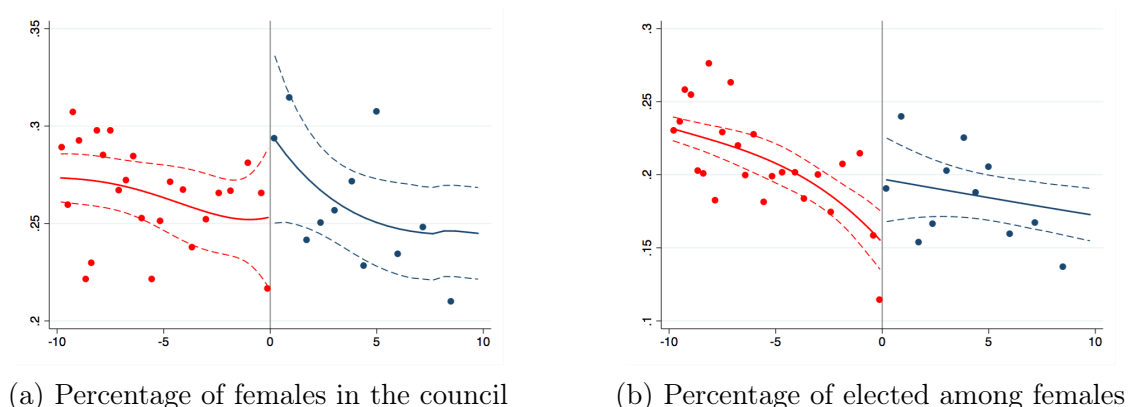 .35
.3
.25
.2
-10 -5 0 5 10
(a) Percentage of females in the council
.3
.25
.2
.15
.1
-10 -5 0 5 10
(b) Percentage of elected among females